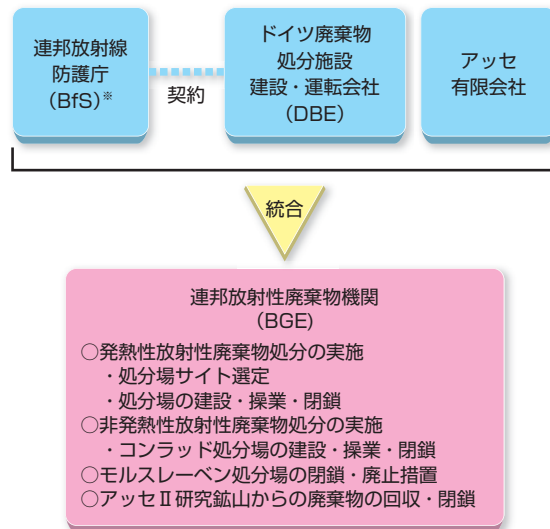 連邦放射線
防護庁
（BfS）※
契約
ドイツ廃棄物
処分施設
建設・運転会社
（DBE）
アッセ
有限会社
統合
連邦放射性廃棄物機関
（BGE）
○発熱性放射性廃棄物処分の実施
・処分場サイト選定
・処分場の建設・操業・閉鎖
○非発熱性放射性廃棄物処分の実施
・コンラッド処分場の建設・操業・閉鎖
○モルスレーベン処分場の閉鎖・廃止措置
○アッセⅡ研究鉱山からの廃棄物の回収・閉鎖